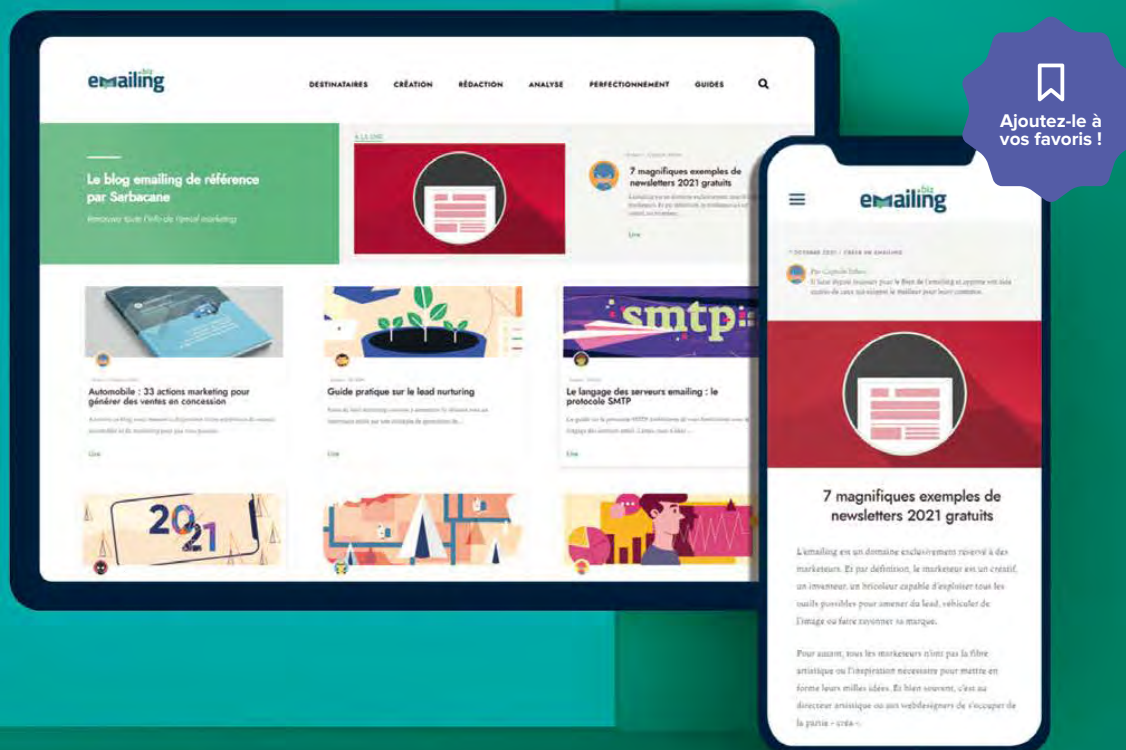 emailing
.biz
DESTINATAIRES CRÉATION RÉDACTION ANALYSE PERFECTIONNEMENT GUIDES
Ajoutez-le à
vos favoris !
Le blog emailing de référence
par Sarbacane
Retrouvez toute l'info de l'email marketing
A LA UNE
7 magnifiques exemples de
newsletters 2021 gratuits
Lire
smtp
Automobile : 33 actions marketing pour
générer des ventes en concession
Lire
Guide pratique sur le lead nurturing
Lire
Le langage des serveurs emailing : le
protocole SMTP
Lire
2021
emailing
.biz
7 magnifiques exemples de
newsletters 2021 gratuits
L'emailing est un domaine exclusivement réservé à des
marketeurs. Et par définition, le marketeur est un créatif,
un inventeur, un bricoleur capable d'exploiter tous les
outils possibles pour amener du lead, véhiculer de
l'image ou faire rayonner sa marque.
Pour autant, tous les marketeurs n'ont pas la fibre
artistique ou l'inspiration nécessaire pour mettre en
forme leurs milles idées. Et bien souvent, c'est au
directeur artistique ou aux webdesigners de s'occuper de
la partie « créa ».